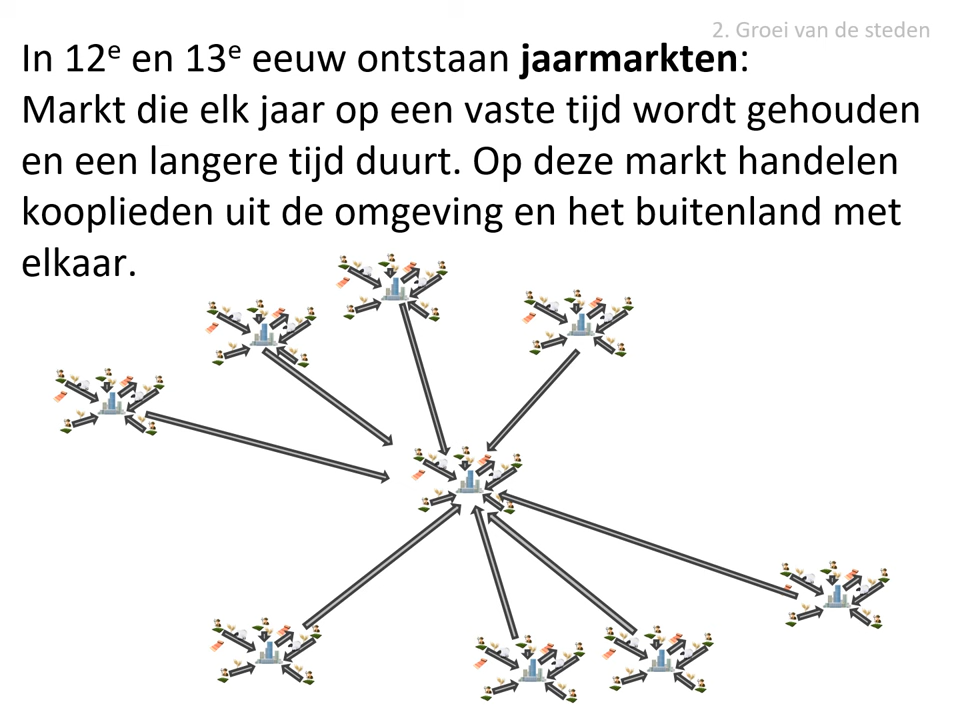 2. Groei van de steden
In 12e en 13e eeuw ontstaan jaarmarkten:
Markt die elk jaar op een vaste tijd wordt gehouden
en een langere tijd duurt. Op deze markt handelen
kooplieden uit de omgeving en het buitenland met
elkaar.